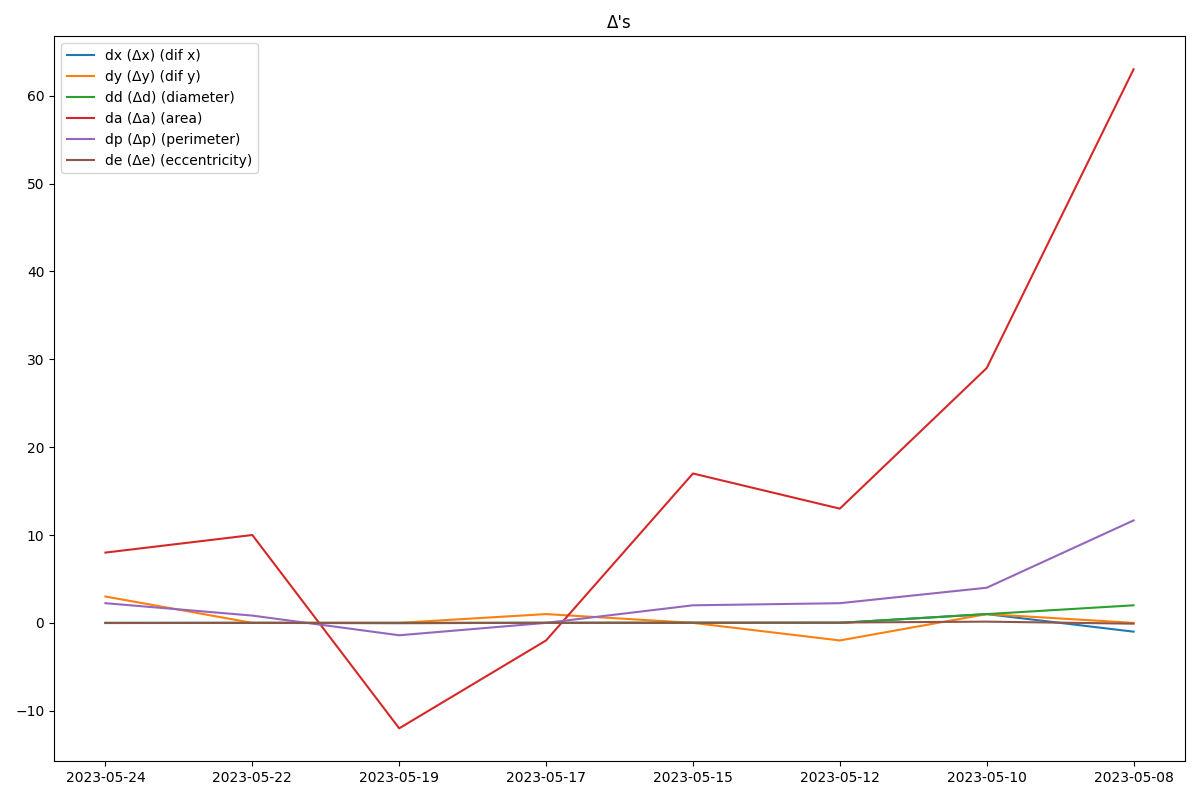 Δ's
dx (Δx) (dif x)
dy (Δy) (dif y)
dd (Δd) (diameter)
da (Δa) (area)
dp (Δp) (perimeter)
de (Δe) (eccentricity)
60
50
40
30
20
10
0
−10
2023-05-24 2023-05-22 2023-05-19 2023-05-17 2023-05-15 2023-05-12 2023-05-10 2023-05-08